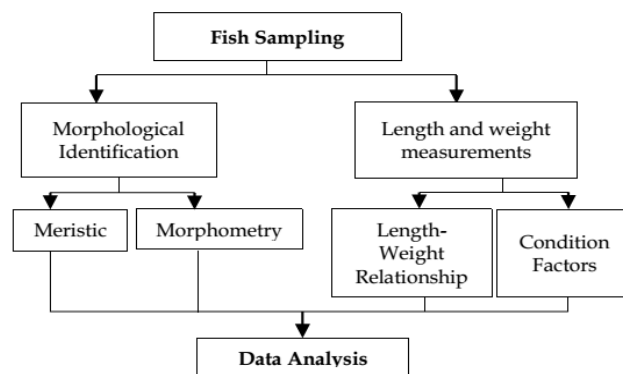 Fish Sampling
Morphological
Identification
Length and weight
measurements
Meristic
Morphometry
Length-
Weight
Relationship
Condition
Factors
Data Analysis